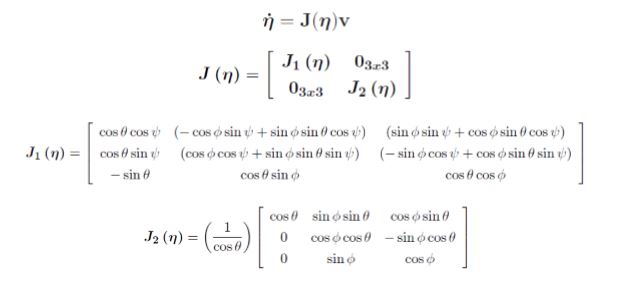 η̇ = J(η)v
J (η) = [ J₁ (η) 0₃ₓ₃
0₃ₓ₃ J₂ (η) ]
J₁ (η) = [ cos θ cos ψ (− cos ϕ sin ψ + sin ϕ sin θ cos ψ) (sin ϕ sin ψ + cos ϕ sin θ cos ψ)
cos θ sin ψ (cos ϕ cos ψ + sin ϕ sin θ sin ψ) (− sin ϕ cos ψ + cos ϕ sin θ sin ψ)
− sin θ cos θ sin ϕ cos θ cos ϕ ]
J₂ (η) = (1/cos θ) [ cos θ sin ϕ sin θ cos ϕ sin θ
0 cos ϕ cos θ − sin ϕ cos θ
0 sin ϕ cos ϕ ]